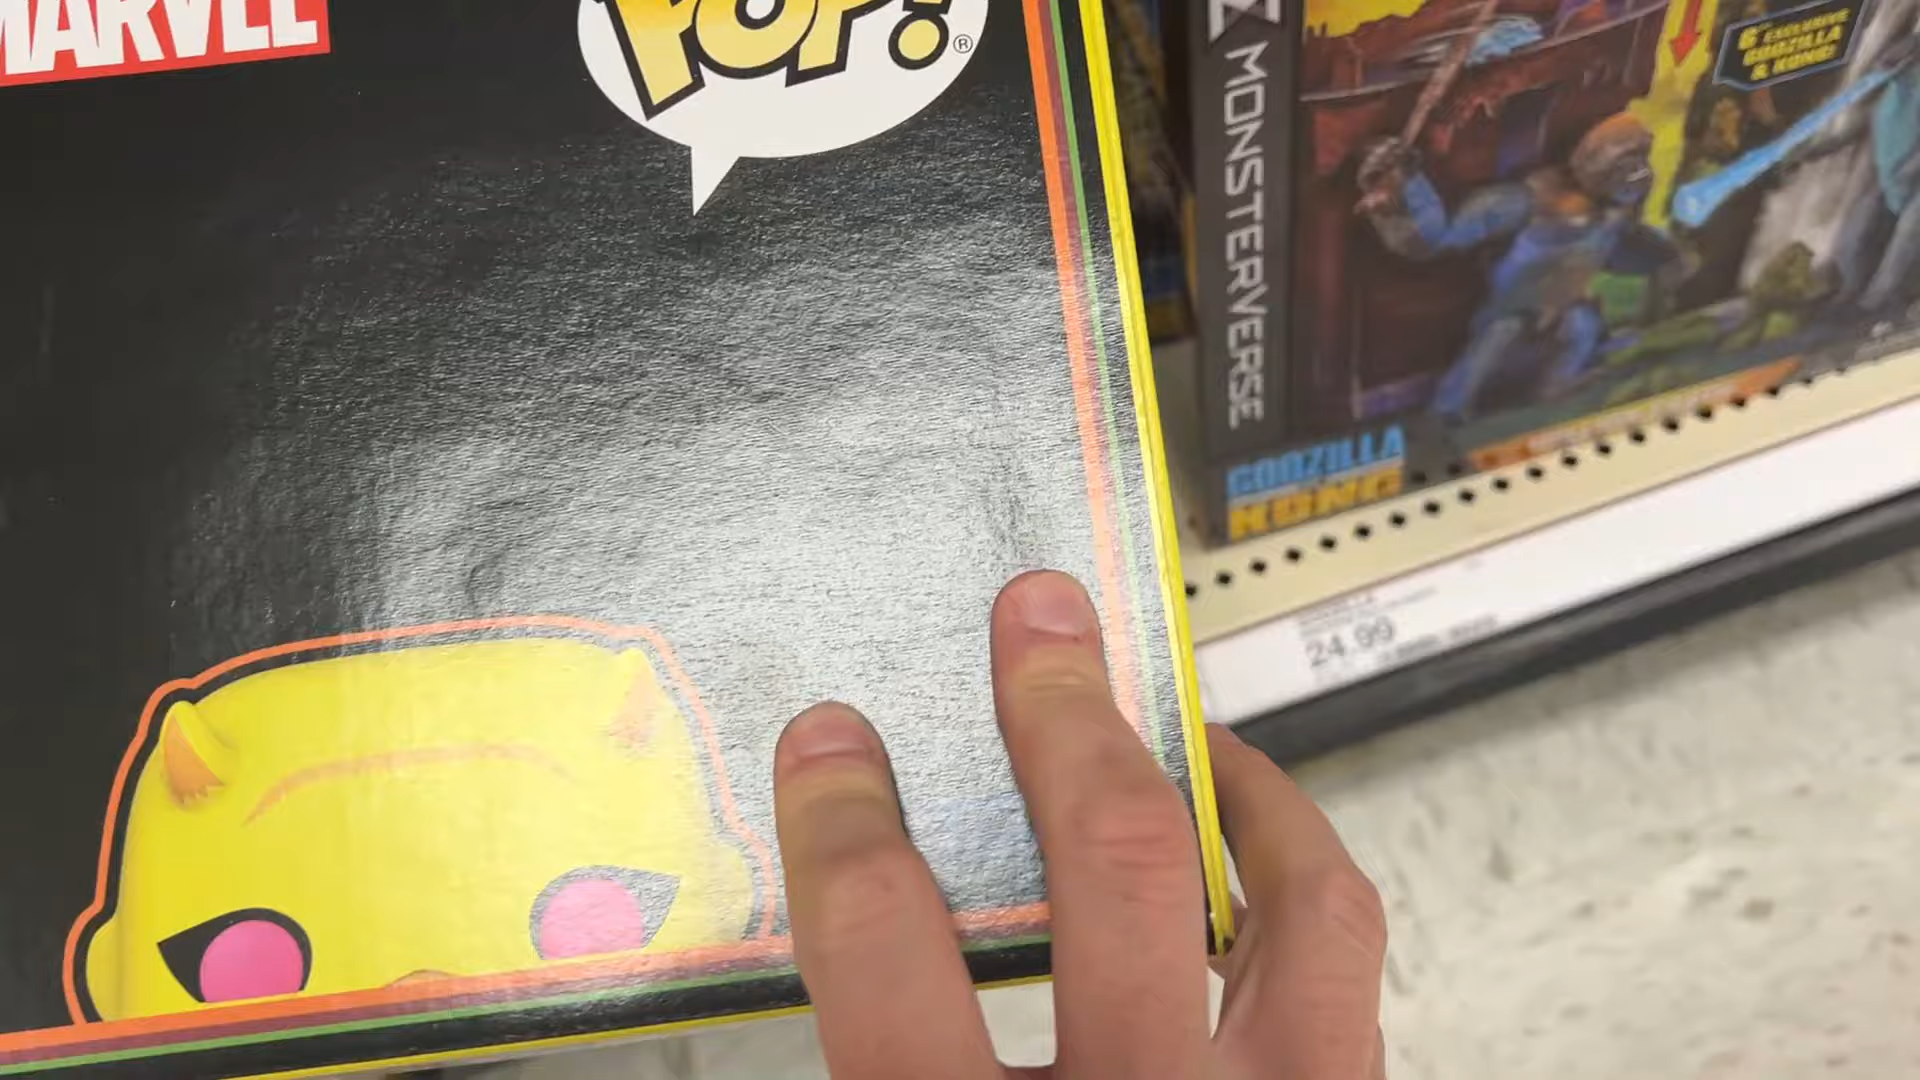 MARVEL
POP!®
MONSTERVERSE
6" EXCLUSIVE
GODZILLA
& KONG!
GODZILLA
KONG
24.99